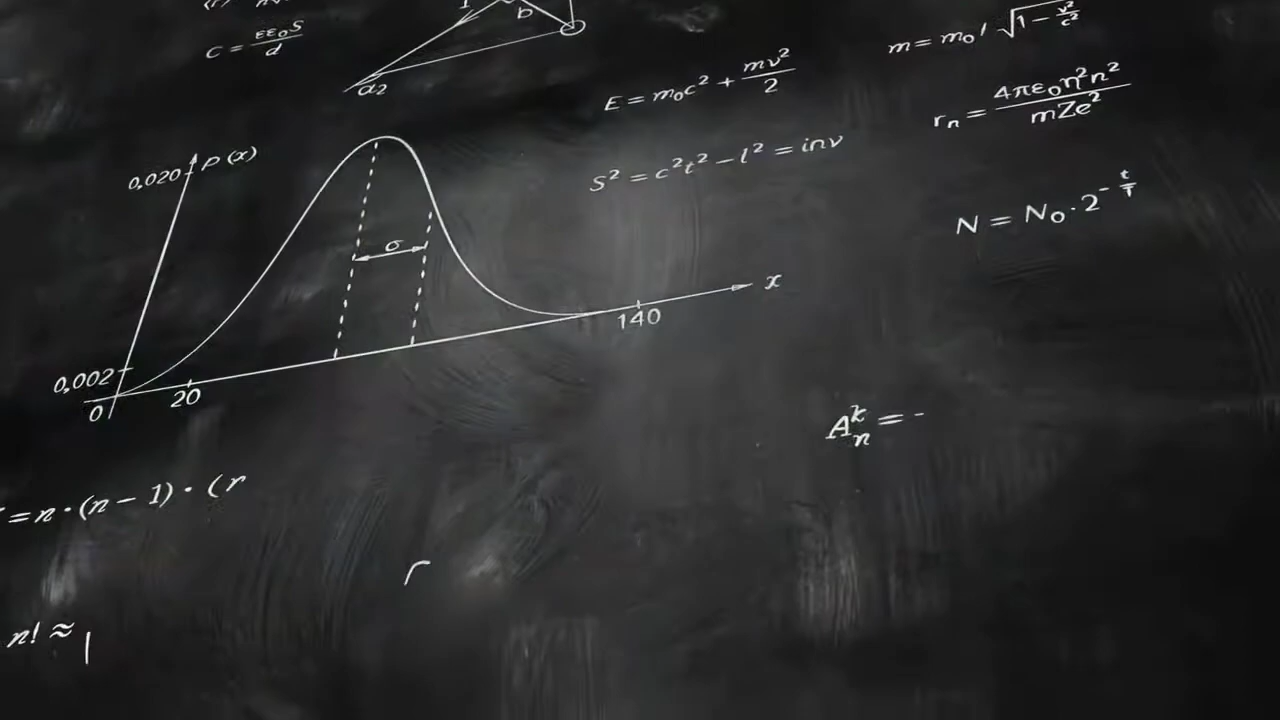 C = εε₀S/d
b
a₂
E = m₀c² + mv²/2
m = m₀ / √1 − v²/c²
rₙ = 4πε₀η²n²/mZe²
S² = c²t² − l² = inv
N = N₀ · 2^(−t/T)
0,020
p (x)
σ
x
140
0,002
0
20
Aₙᵏ = -
= n · (n − 1) · (r
r
n! ≈